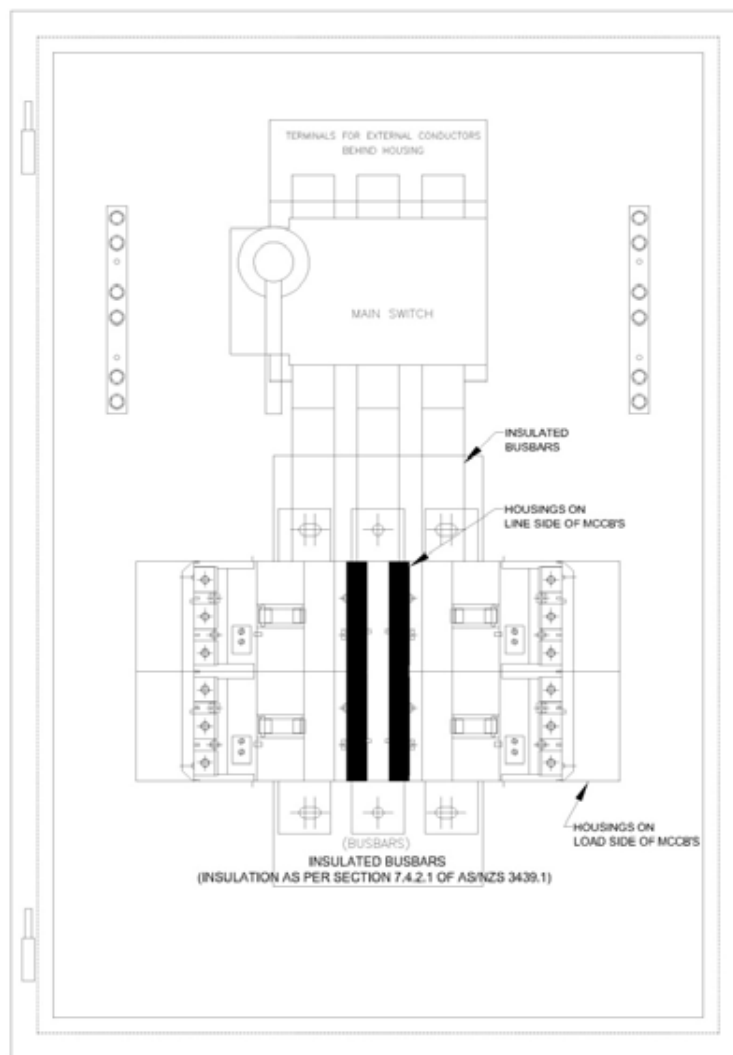 TERMINALS FOR EXTERNAL CONDUCTORS
BEHIND HOUSING
MAIN SWITCH
INSULATED
BUSBARS
HOUSINGS ON
LINE SIDE OF MCCB'S
HOUSINGS ON
LOAD SIDE OF MCCB'S
(BUSBARS)
INSULATED BUSBARS
(INSULATION AS PER SECTION 7.4.2.1 OF AS/NZS 3439.1)